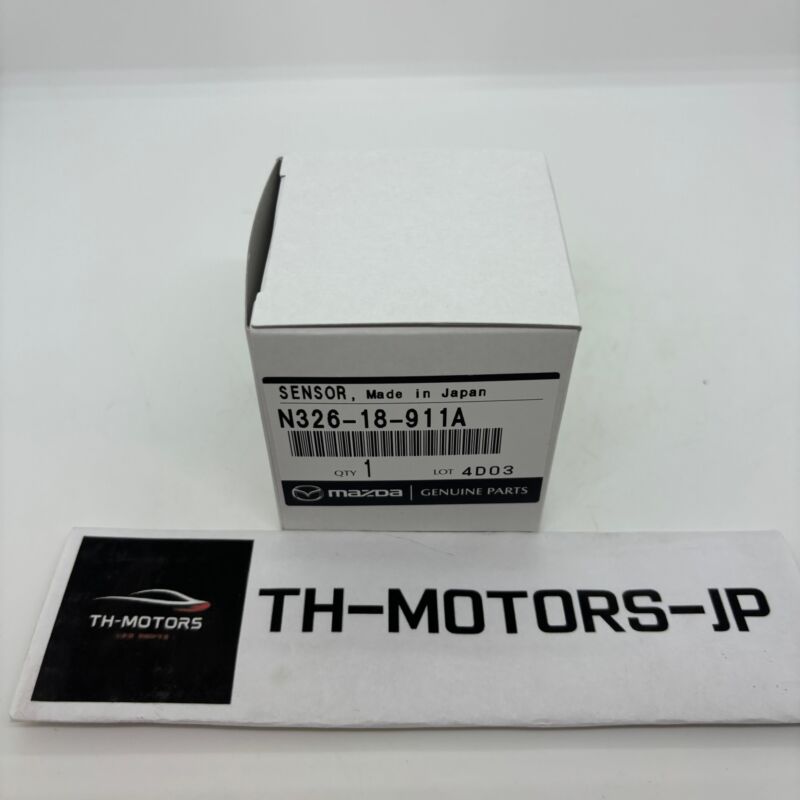 SENSOR, Made in Japan
N326-18-911A
QTY 1 LOT 4D03
mazda GENUINE PARTS
TH-MOTORS
TH-MOTORS-JP